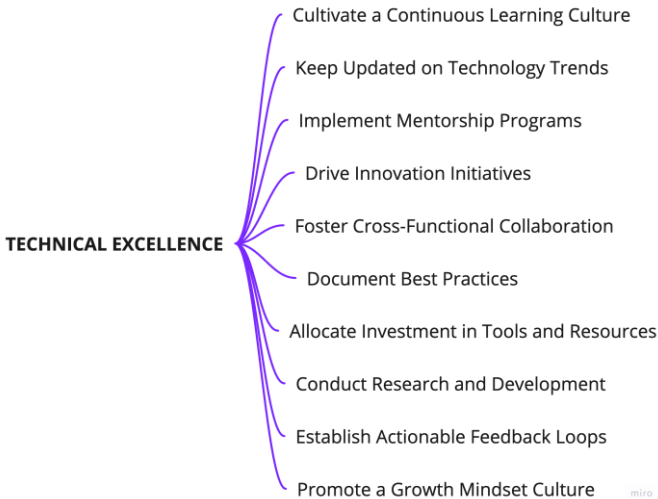 Cultivate a Continuous Learning Culture
Keep Updated on Technology Trends
Implement Mentorship Programs
Drive Innovation Initiatives
Foster Cross-Functional Collaboration
TECHNICAL EXCELLENCE
Document Best Practices
Allocate Investment in Tools and Resources
Conduct Research and Development
Establish Actionable Feedback Loops
Promote a Growth Mindset Culture
miro